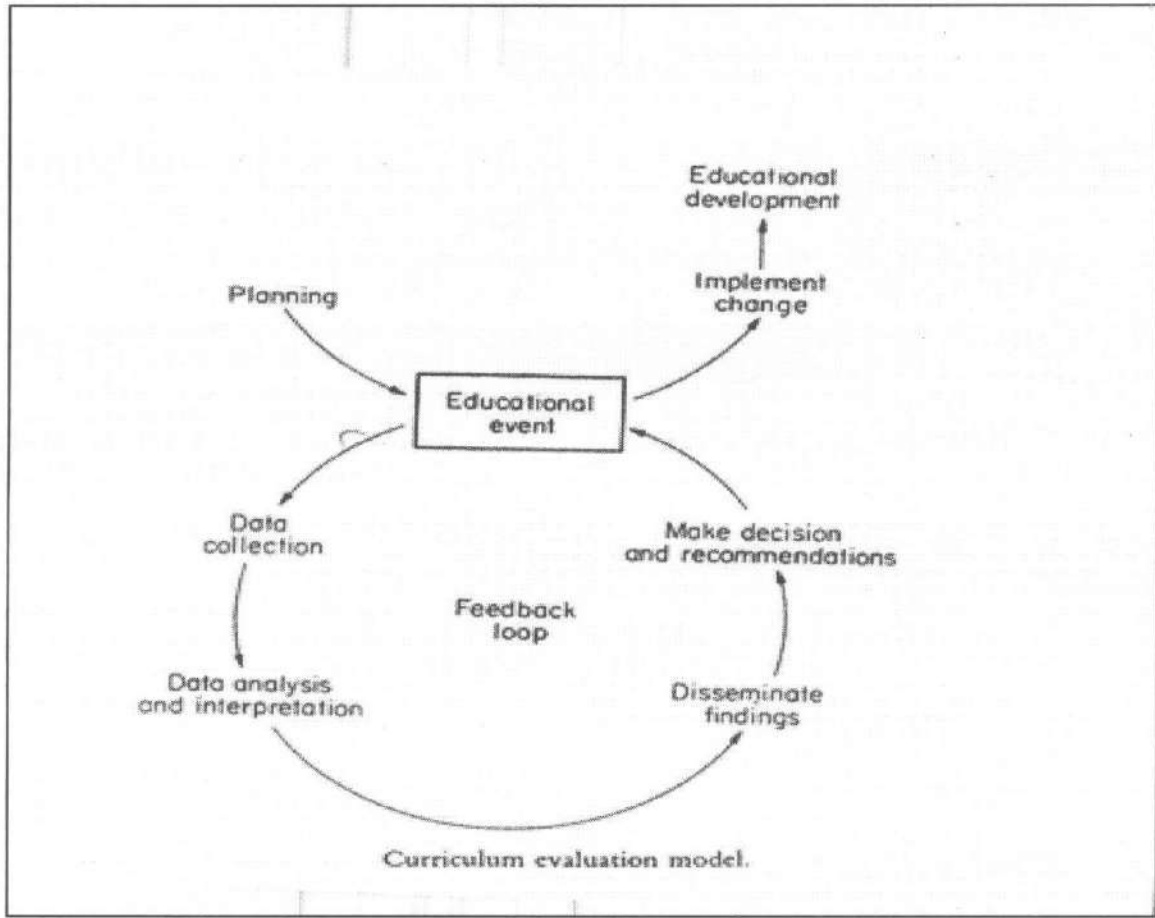 Educational
development
Planning
Implement
change
Educational
event
Data
collection
Make decision
and recommendations
Feedback
loop
Data analysis
and interpretation
Disseminate
findings
Curriculum evaluation model.